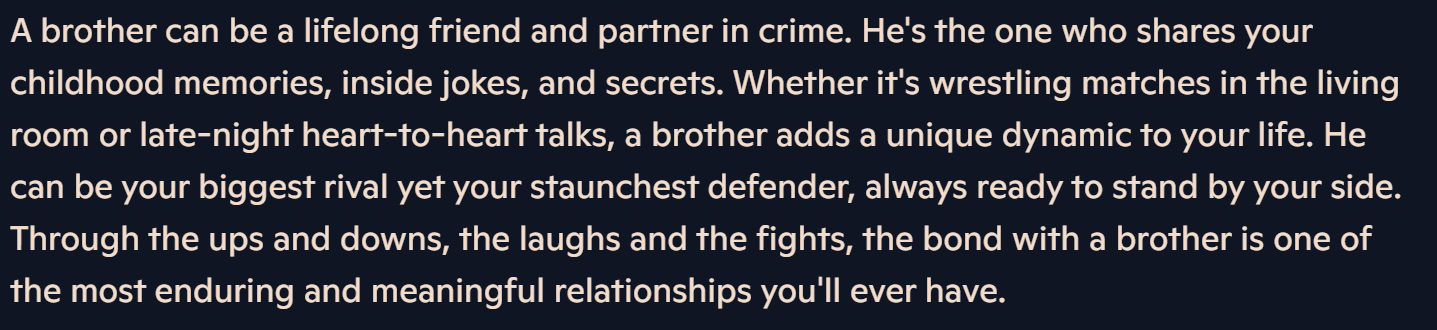 A brother can be a lifelong friend and partner in crime. He's the one who shares your
childhood memories, inside jokes, and secrets. Whether it's wrestling matches in the living
room or late-night heart-to-heart talks, a brother adds a unique dynamic to your life. He
can be your biggest rival yet your staunchest defender, always ready to stand by your side.
Through the ups and downs, the laughs and the fights, the bond with a brother is one of
the most enduring and meaningful relationships you'll ever have.